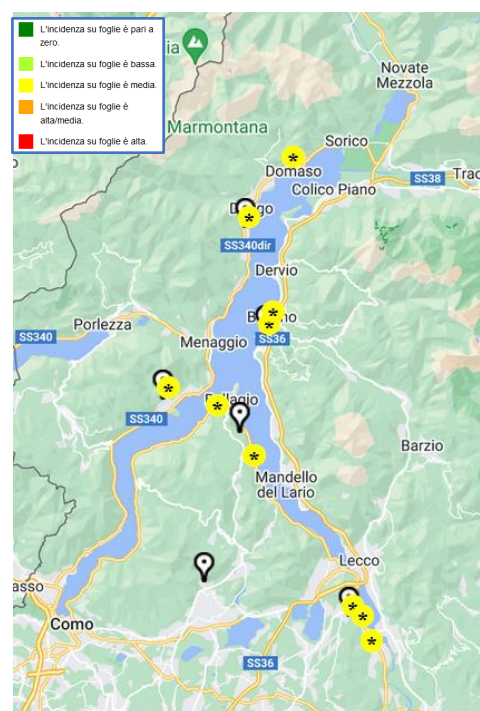 L'incidenza su foglie è pari a
zero.
L'incidenza su foglie è bassa.
L'incidenza su foglie è media.
L'incidenza su foglie è
alta/media.
L'incidenza su foglie è alta.
Marmontana
Novate
Mezzola
Sorico
Domaso
SS38
Colico Piano
SS340dir
Dervio
Porlezza
SS340
Menaggio
SS36
SS340
Barzio
Mandello
del Lario
Lecco
Como
SS36